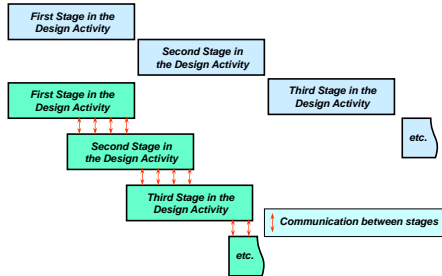 First Stage in the
Design Activity
Second Stage in
the Design Activity
Third Stage in the
Design Activity
etc.
First Stage in the
Design Activity
Second Stage in
the Design Activity
Third Stage in the
Design Activity
Communication between stages
etc.